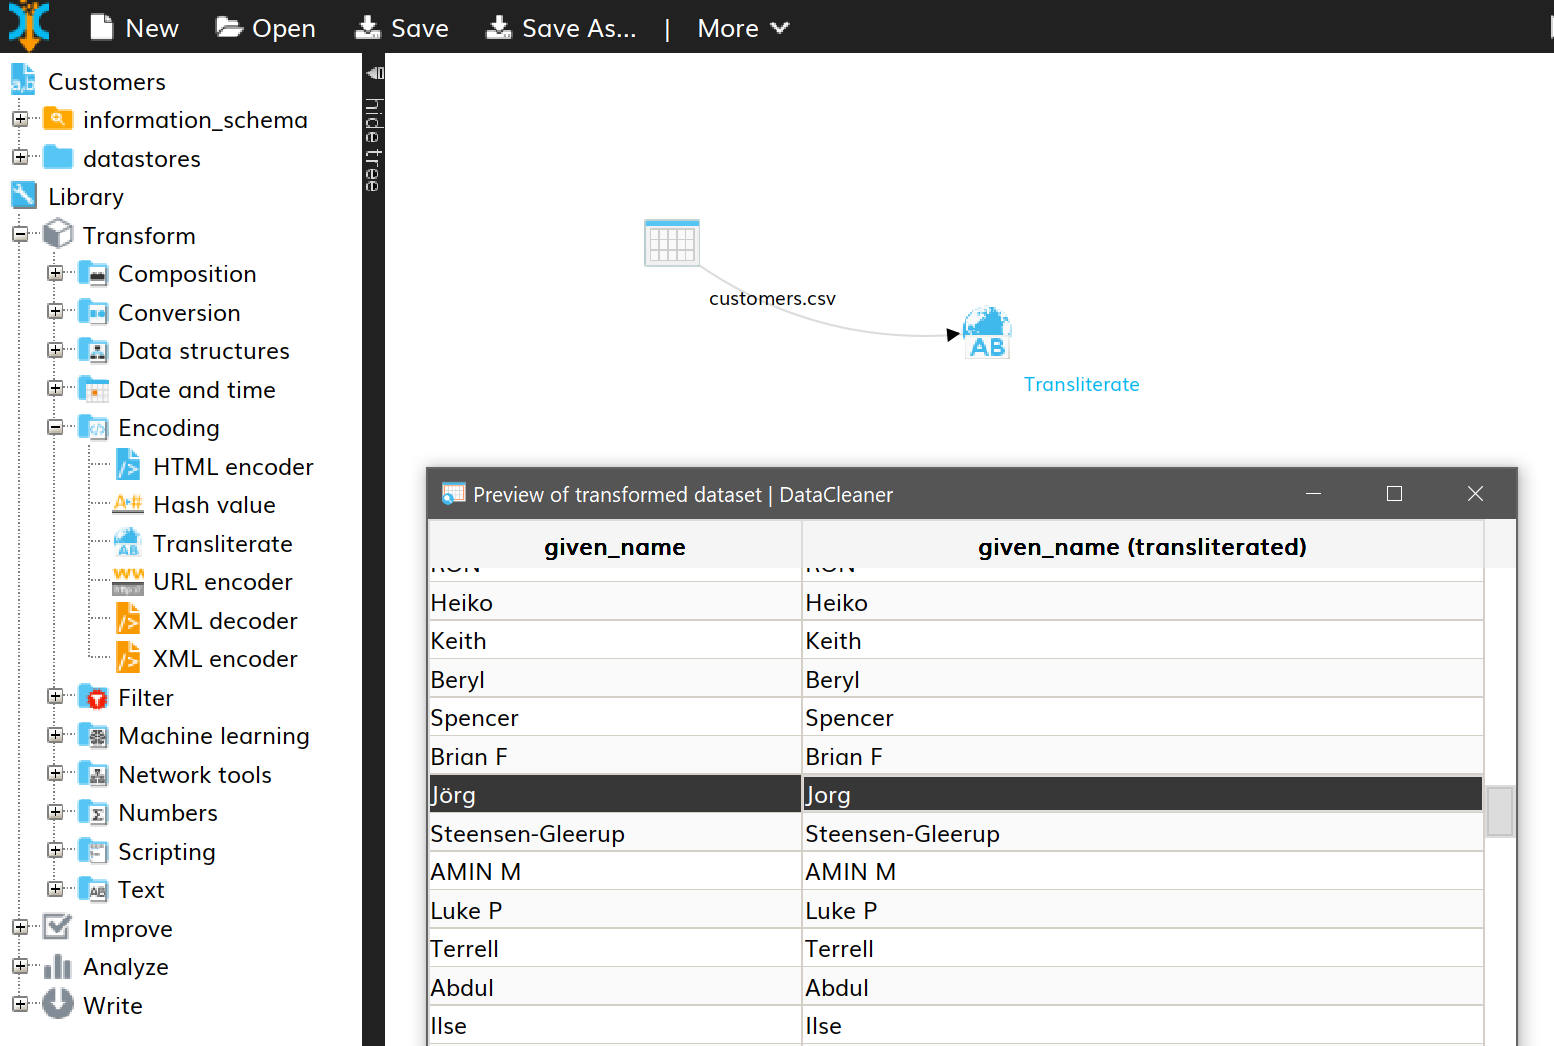 New Open Save Save As... | More
Customers
information_schema
datastores
Library
Transform
Composition
Conversion
Data structures
Date and time
Encoding
HTML encoder
Hash value
Transliterate
URL encoder
XML decoder
XML encoder
Filter
Machine learning
Network tools
Numbers
Scripting
Text
Improve
Analyze
Write
hide tree
customers.csv
AB
Transliterate
Preview of transformed dataset | DataCleaner
given_name given_name (transliterated)
RON RON
Heiko Heiko
Keith Keith
Beryl Beryl
Spencer Spencer
Brian F Brian F
Jörg Jorg
Steensen-Gleerup Steensen-Gleerup
AMIN M AMIN M
Luke P Luke P
Terrell Terrell
Abdul Abdul
Ilse Ilse